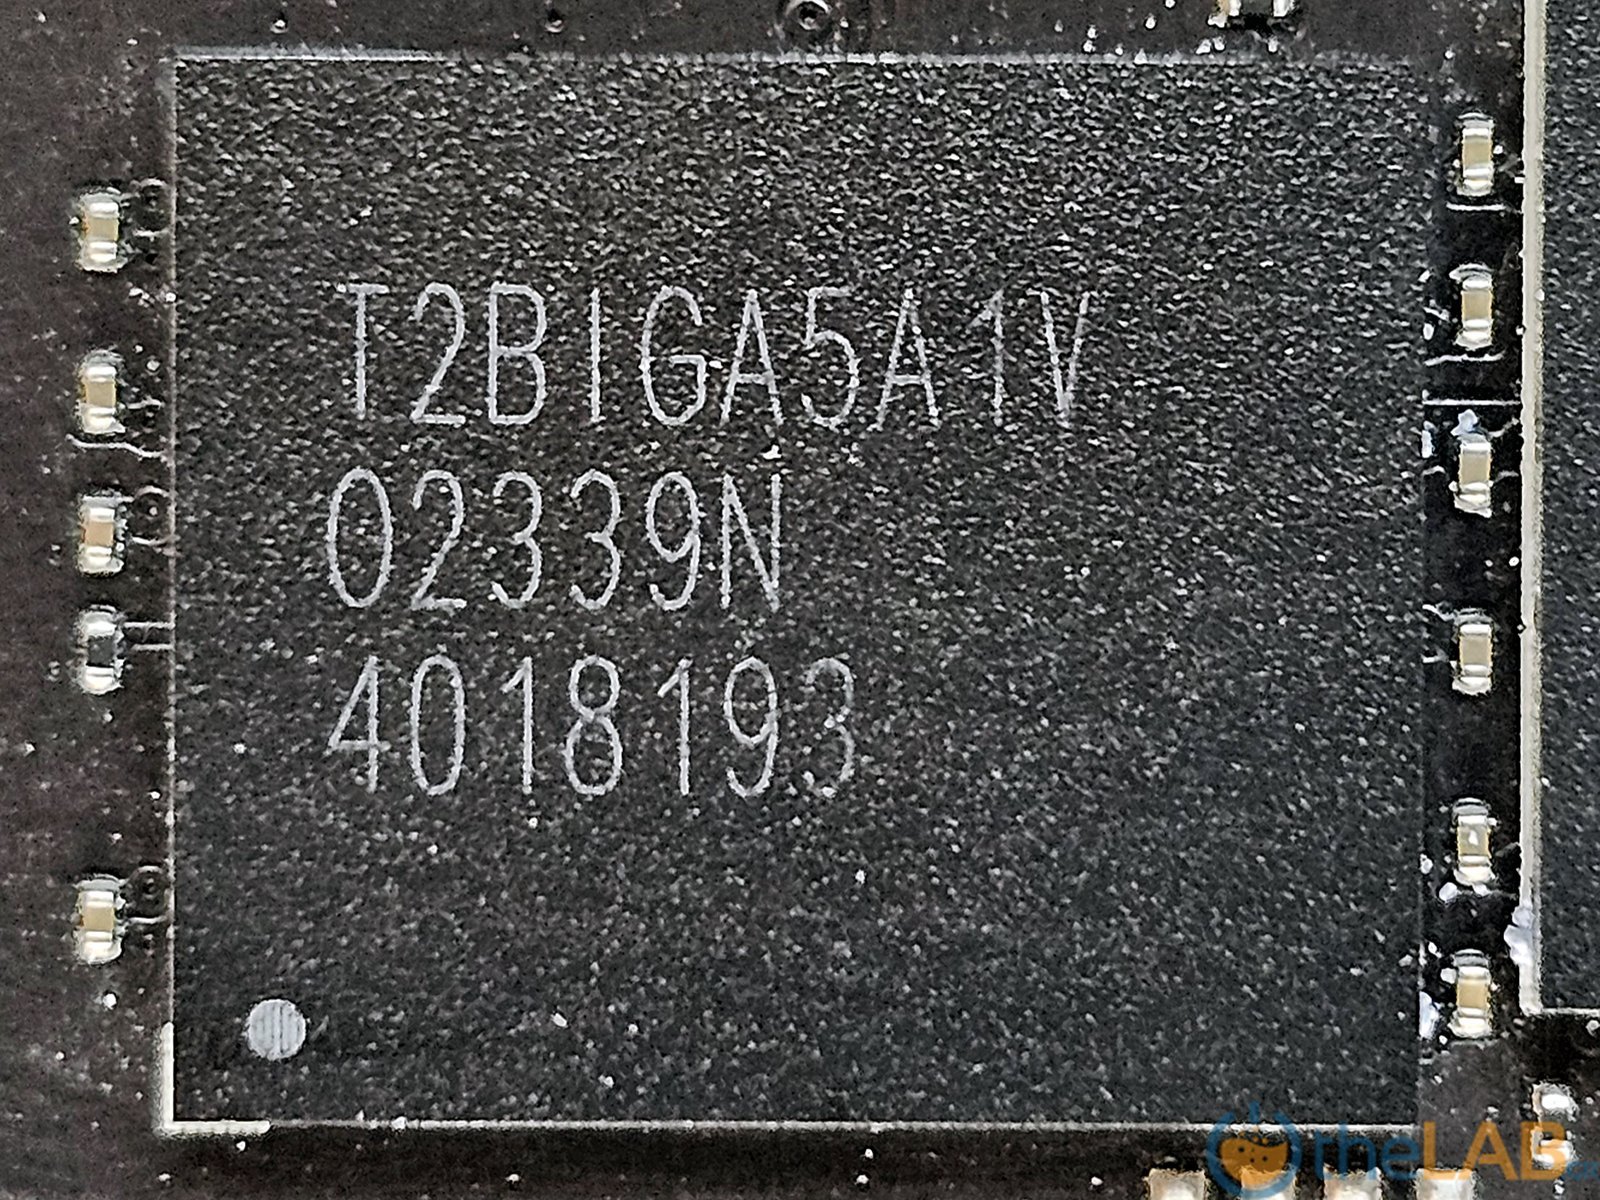 T2BIGA5A1V
02339N
4018193
theLAB